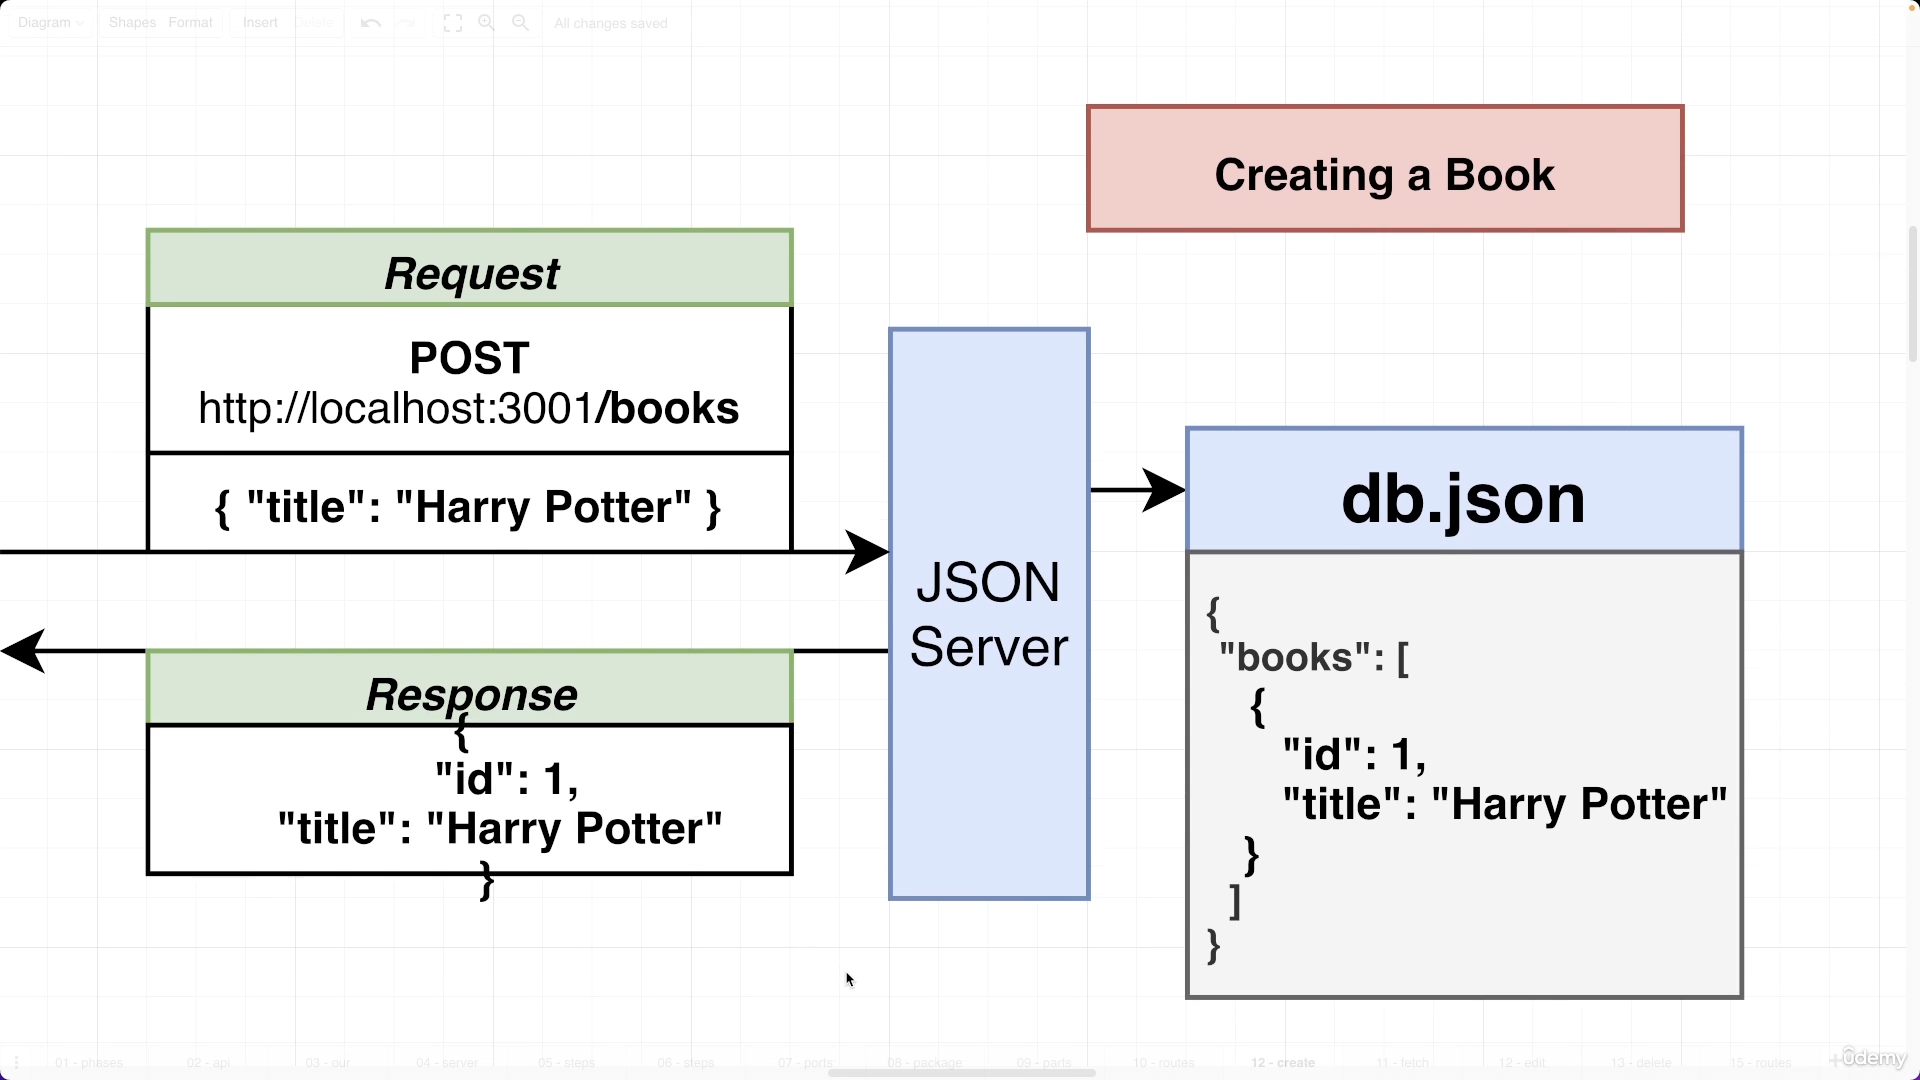 Diagram
Shapes
Format
Insert
Delete
All changes saved
Creating a Book
Request
POST
http://localhost:3001/books
{ "title": "Harry Potter" }
JSON
Server
db.json
{
"books": [
{
"id": 1,
"title": "Harry Potter"
}
]
}
Response
{
"id": 1,
"title": "Harry Potter"
}
01 - phases
02 - api
03 - our
04 - server
05 - steps
06 - steps
07 - ports
08 - package
09 - parts
10 - routes
12 - create
11 - fetch
12 - edit
13 - delete
15 - routes
ûdemy